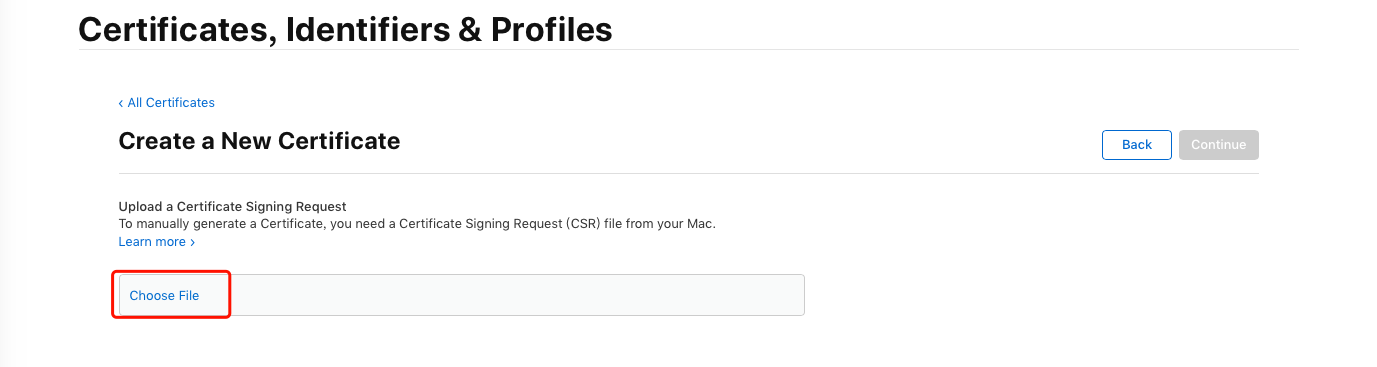 Certificates, Identifiers & Profiles
‹ All Certificates
Create a New Certificate
Back
Continue
Upload a Certificate Signing Request
To manually generate a Certificate, you need a Certificate Signing Request (CSR) file from your Mac.
Learn more ›
Choose File